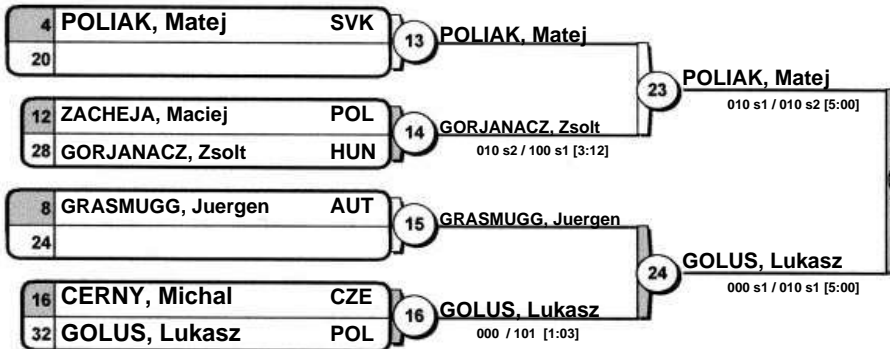 4 POLIAK, Matej SVK
20
13 POLIAK, Matej
12 ZACHEJA, Maciej POL
28 GORJANACZ, Zsolt HUN
14 GORJANACZ, Zsolt
010 s2 / 100 s1 [3:12]
23 POLIAK, Matej
010 s1 / 010 s2 [5:00]
8 GRASMUGG, Juergen AUT
24
15 GRASMUGG, Juergen
16 CERNY, Michal CZE
32 GOLUS, Lukasz POL
16 GOLUS, Lukasz
000 / 101 [1:03]
24 GOLUS, Lukasz
000 s1 / 010 s1 [5:00]